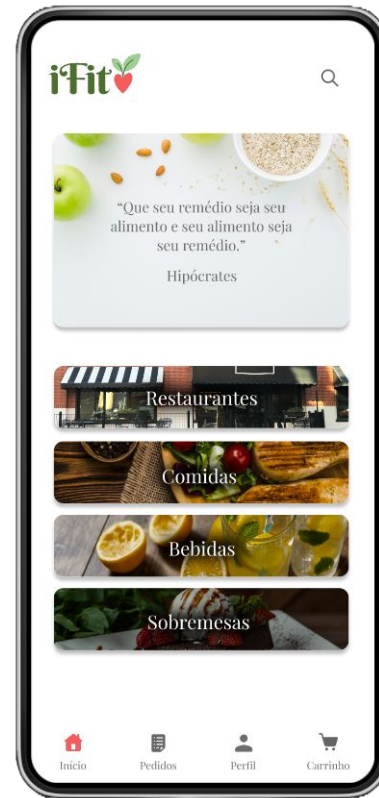 iFit
“Que seu remédio seja seu
alimento e seu alimento seja
seu remédio.”
Hipócrates
Restaurantes
Comidas
Bebidas
Sobremesas
Início
Pedidos
Perfil
Carrinho